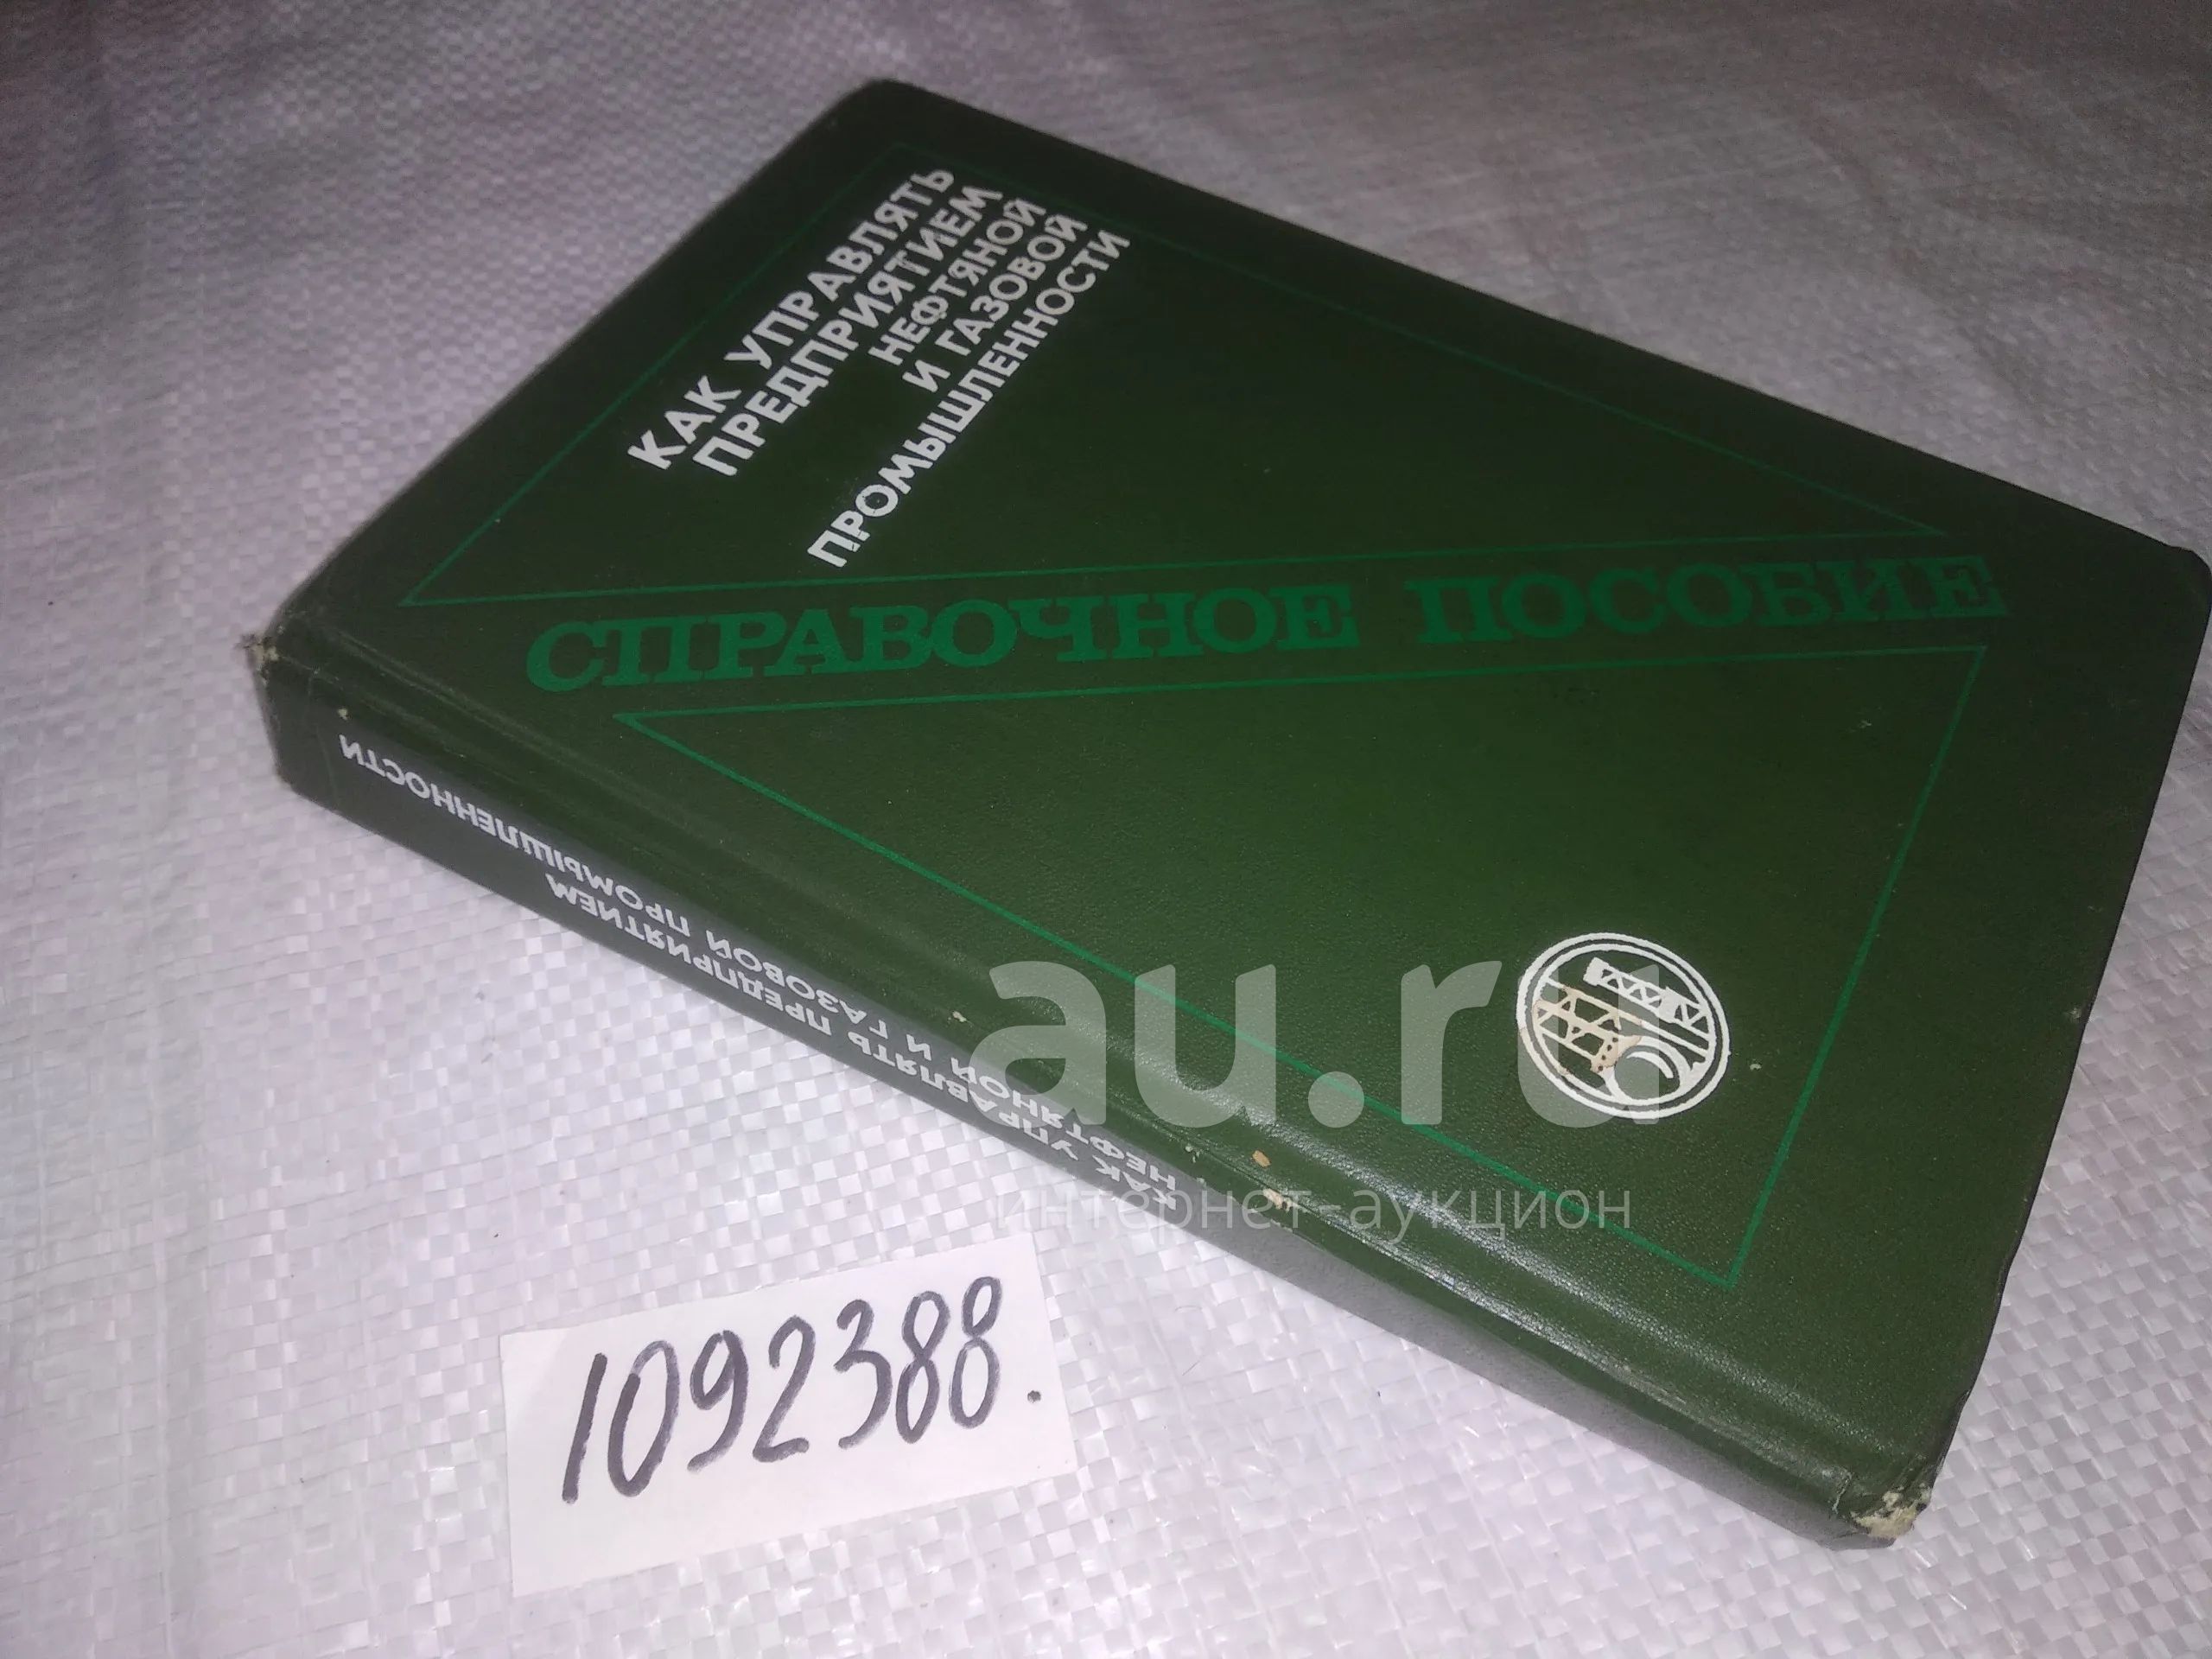 КАК УПРАВЛЯТЬ
ПРЕДПРИЯТИЕМ
НЕФТЯНОЙ
И ГАЗОВОЙ
ПРОМЫШЛЕННОСТИ
СПРАВОЧНОЕ ПОСОБИЕ
КАК УПРАВЛЯТЬ ПРЕДПРИЯТИЕМ
НЕФТЯНОЙ И ГАЗОВОЙ ПРОМЫШЛЕННОСТИ
au.ru
интернет-аукцион
1092388.